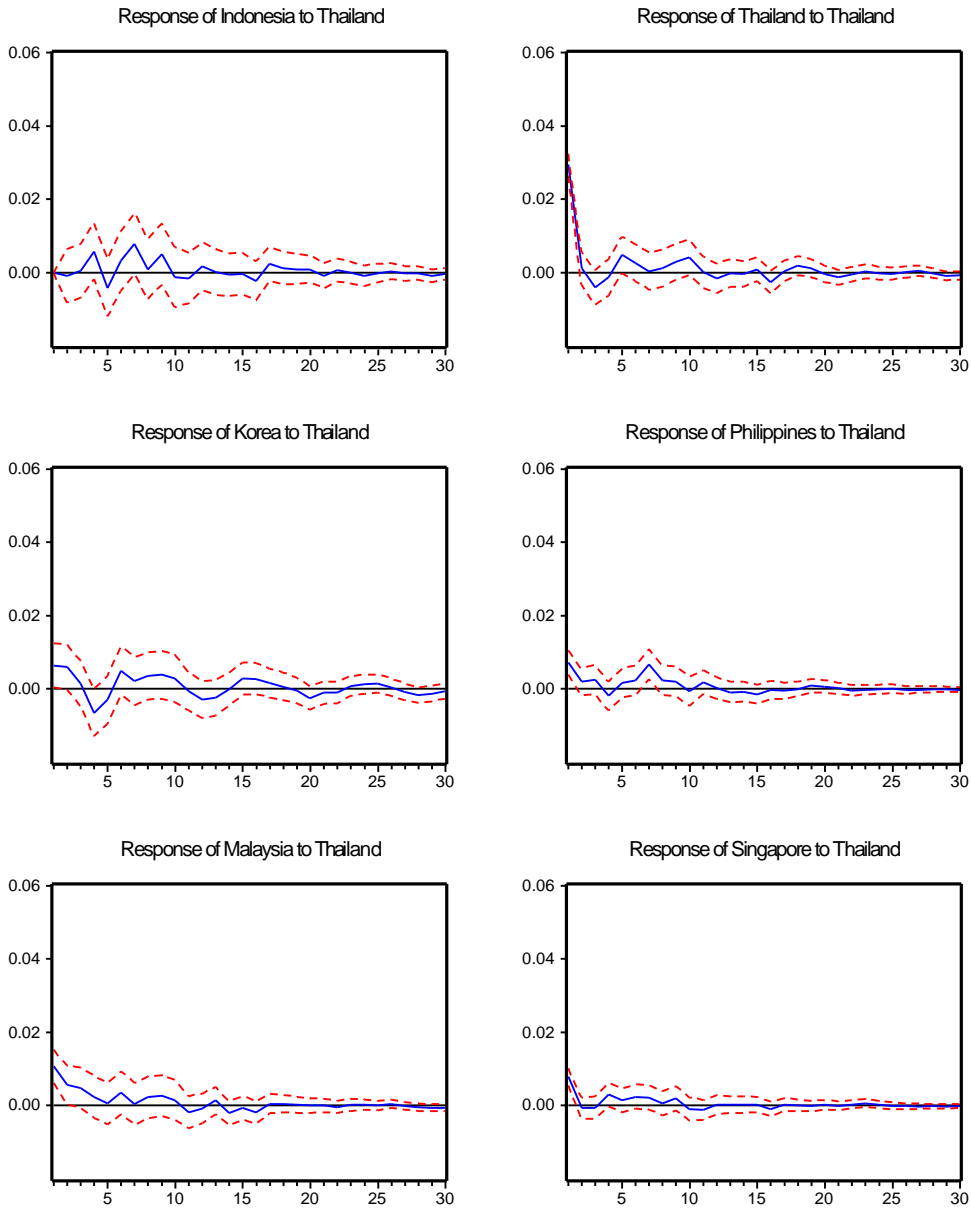 Response of Indonesia to Thailand
0.06
0.04
0.02
0.00
5 10 15 20 25 30
Response of Thailand to Thailand
0.06
0.04
0.02
0.00
5 10 15 20 25 30
Response of Korea to Thailand
0.06
0.04
0.02
0.00
5 10 15 20 25 30
Response of Philippines to Thailand
0.06
0.04
0.02
0.00
5 10 15 20 25 30
Response of Malaysia to Thailand
0.06
0.04
0.02
0.00
5 10 15 20 25 30
Response of Singapore to Thailand
0.06
0.04
0.02
0.00
5 10 15 20 25 30